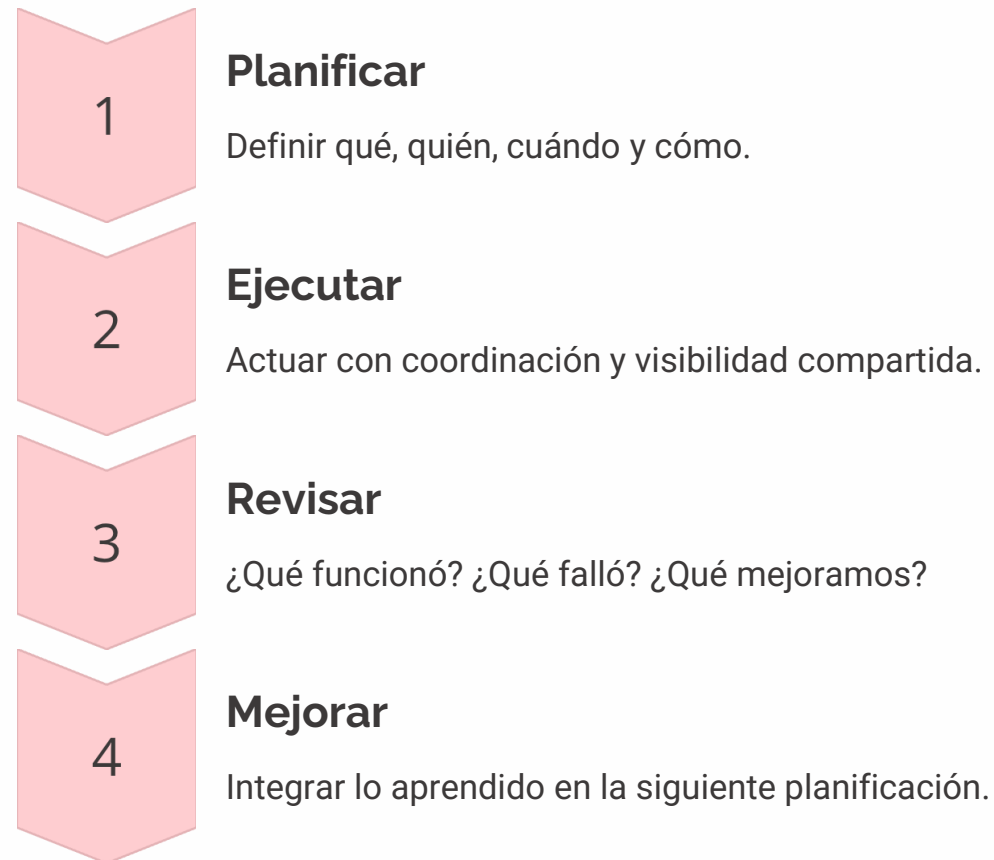 1
Planificar
Definir qué, quién, cuándo y cómo.
2
Ejecutar
Actuar con coordinación y visibilidad compartida.
3
Revisar
¿Qué funcionó? ¿Qué falló? ¿Qué mejoramos?
4
Mejorar
Integrar lo aprendido en la siguiente planificación.